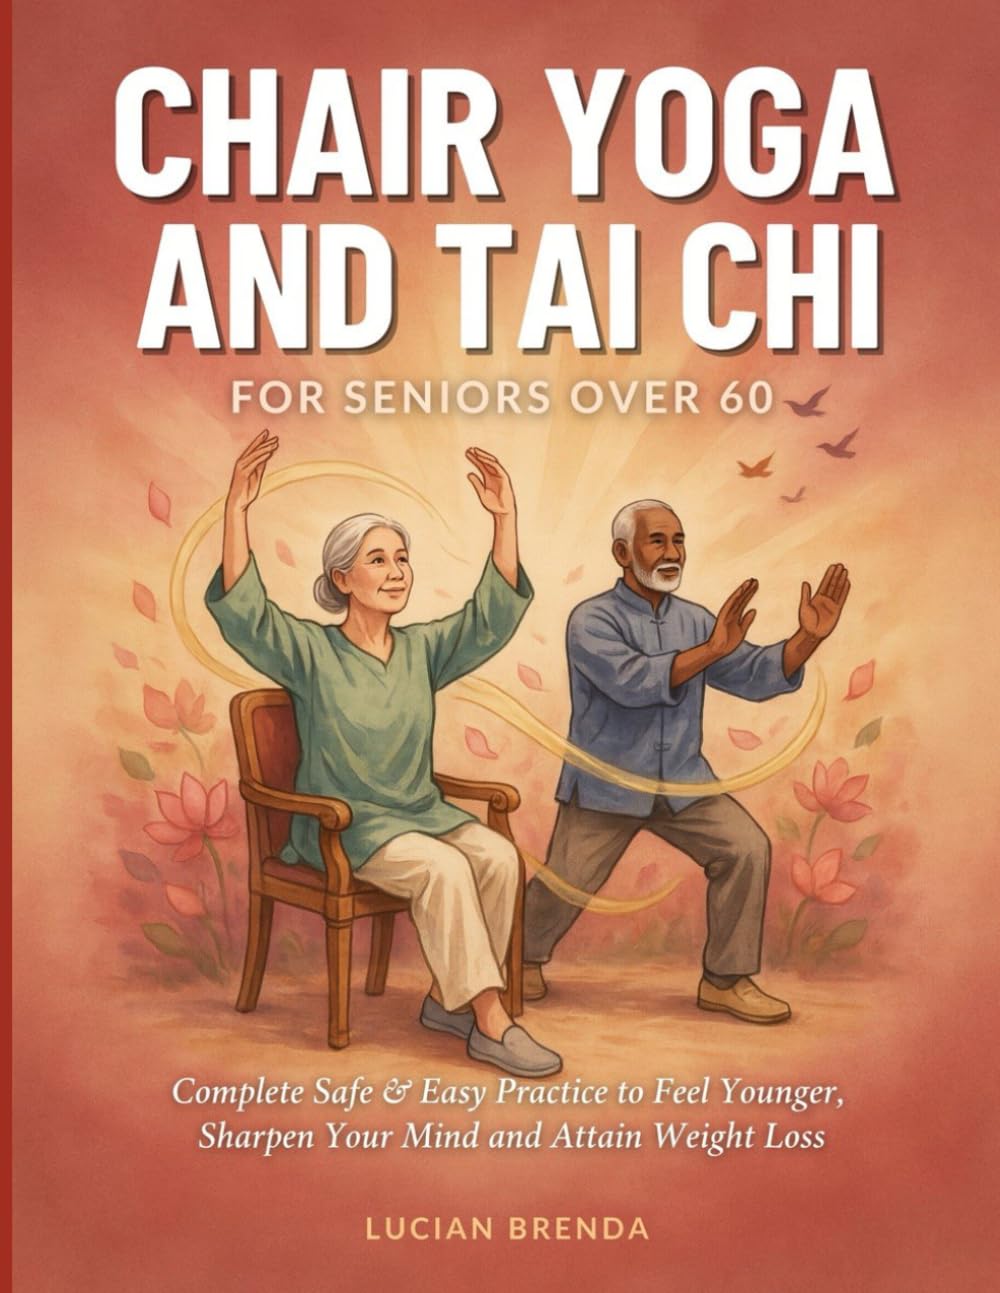 CHAIR YOGA
AND TAI CHI
FOR SENIORS OVER 60
Complete Safe & Easy Practice to Feel Younger,
Sharpen Your Mind and Attain Weight Loss
LUCIAN BRENDA